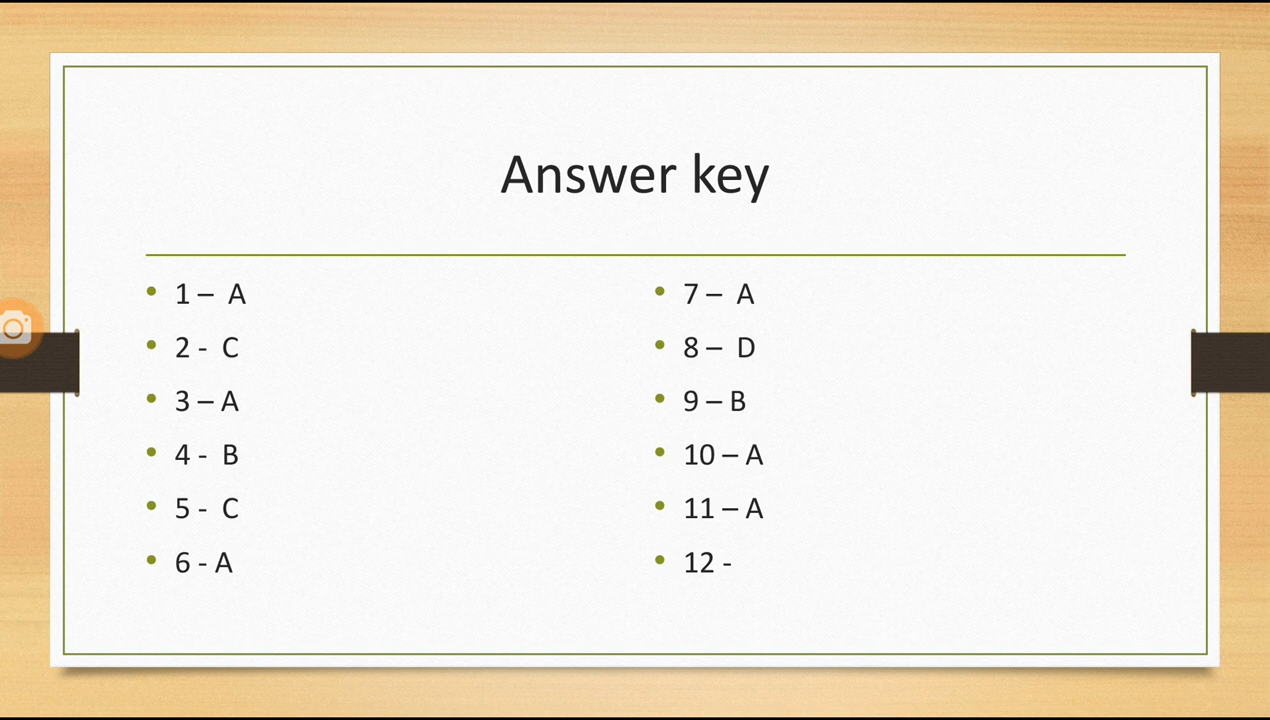 Answer key
1 – A
2 - C
3 – A
4 - B
5 - C
6 - A
7 – A
8 – D
9 – B
10 – A
11 – A
12 -